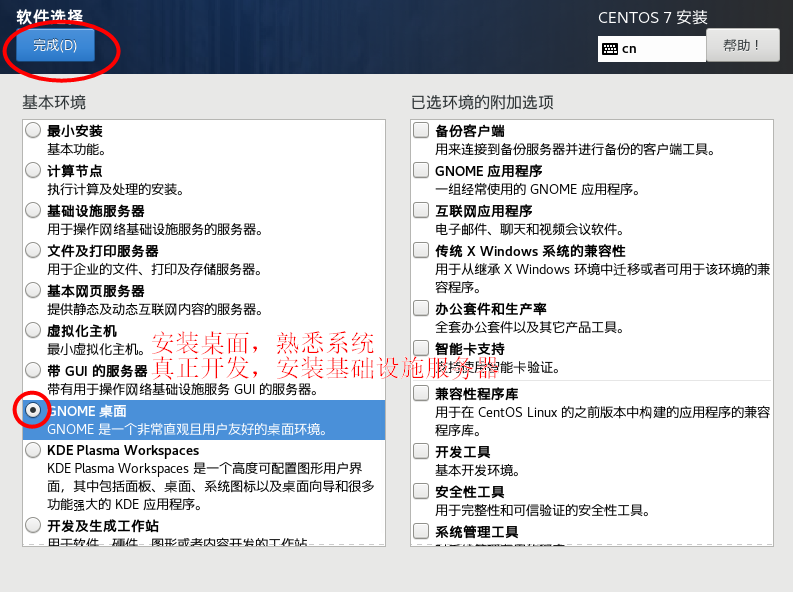 软件选择
完成(D)
CENTOS 7 安装
cn
帮助！
基本环境
最小安装
基本功能。
计算节点
执行计算及处理的安装。
基础设施服务器
用于操作网络基础设施服务的服务器。
文件及打印服务器
用于企业的文件、打印及存储服务器。
基本网页服务器
提供静态及动态互联网内容的服务器。
虚拟化主机
最小虚拟化主机。
安装桌面，熟悉系统
真正开发，安装基础设施服务器
带 GUI 的服务器
带有用于操作网络基础设施服务 GUI 的服务器。
GNOME 桌面
GNOME 是一个非常直观且用户友好的桌面环境。
KDE Plasma Workspaces
KDE Plasma Workspaces 是一个高度可配置图形用户界
面，其中包括面板、桌面、系统图标以及桌面向导和很多
功能强大的 KDE 应用程序。
开发及生成工作站
用于软件、硬件、图形或者内容开发的工作站。
已选环境的附加选项
备份客户端
用来连接到备份服务器并进行备份的客户端工具。
GNOME 应用程序
一组经常使用的 GNOME 应用程序。
互联网应用程序
电子邮件、聊天和视频会议软件。
传统 X Windows 系统的兼容性
用于从继承 X Windows 环境中迁移或者可用于该环境的兼
容程序。
办公套件和生产率
全套办公套件以及其它产品工具。
智能卡支持
支持使用智能卡验证。
兼容性程序库
用于在 CentOS Linux 的之前版本中构建的应用程序的兼容
程序库。
开发工具
基本开发环境。
安全性工具
用于完整性和可信验证的安全性工具。
系统管理工具